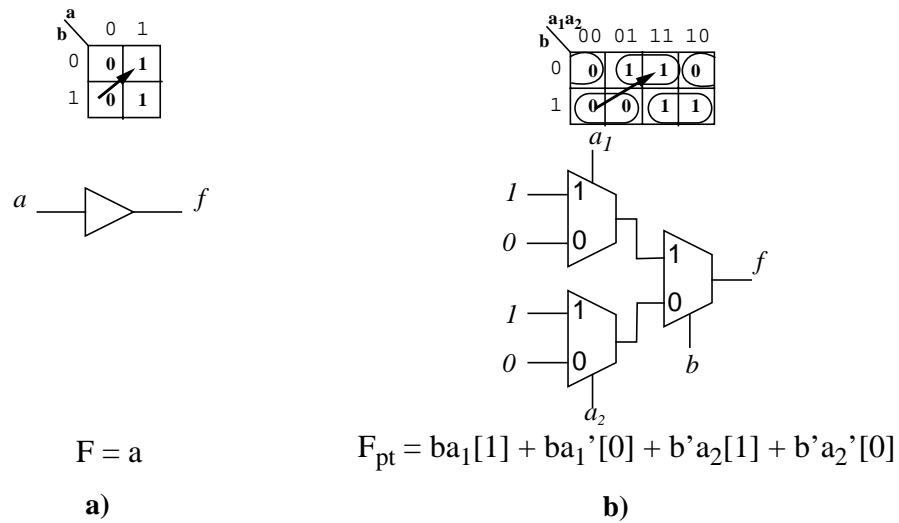 a
b
0 1
0 0 1
1 0 1
a f
F = a
a)
a₁a₂
b
00 01 11 10
0 0 1 1 0
1 0 0 1 1
a₁
1 1
0 0
1 f
0
1 1
0 0
b
a₂
F_pt = ba₁[1] + ba₁’[0] + b’a₂[1] + b’a₂’[0]
b)